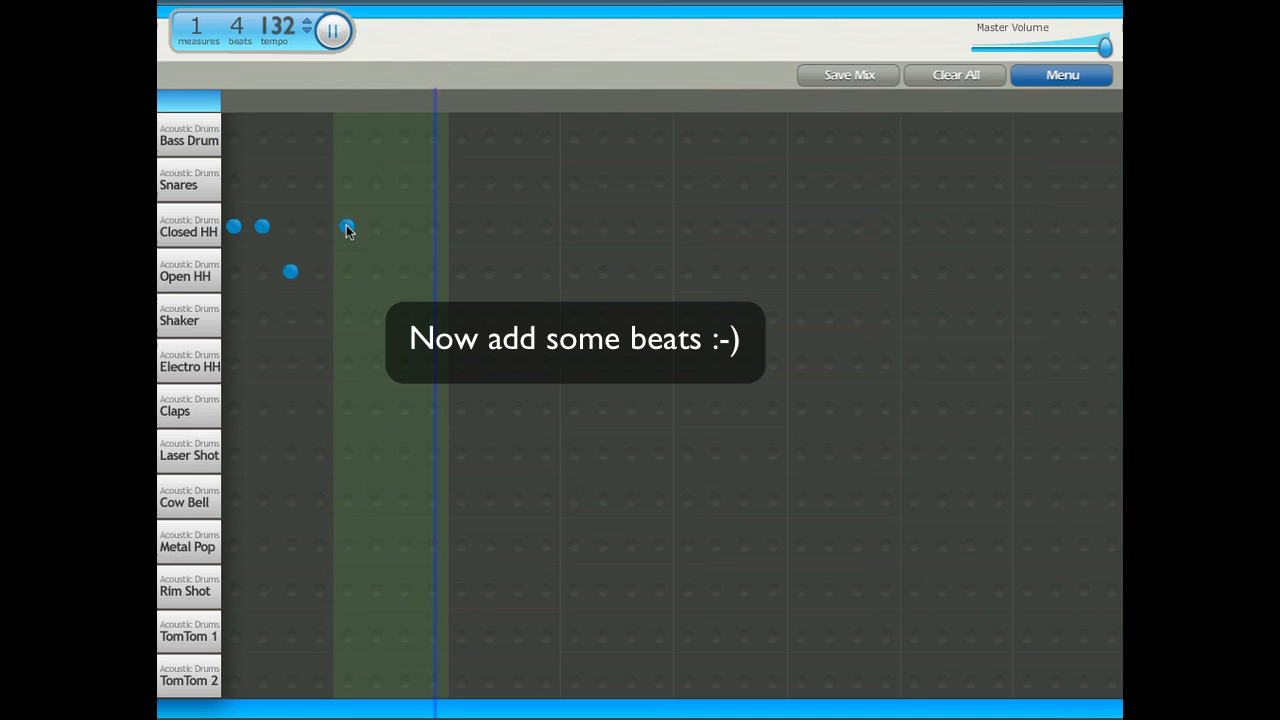 1 4 132
measures beats tempo
Master Volume
Save Mix Clear All Menu
Acoustic Drums
Bass Drum
Acoustic Drums
Snares
Acoustic Drums
Closed HH
Acoustic Drums
Open HH
Acoustic Drums
Shaker
Acoustic Drums
Electro HH
Acoustic Drums
Claps
Acoustic Drums
Laser Shot
Acoustic Drums
Cow Bell
Acoustic Drums
Metal Pop
Acoustic Drums
Rim Shot
Acoustic Drums
TomTom 1
Acoustic Drums
TomTom 2
Now add some beats :-)